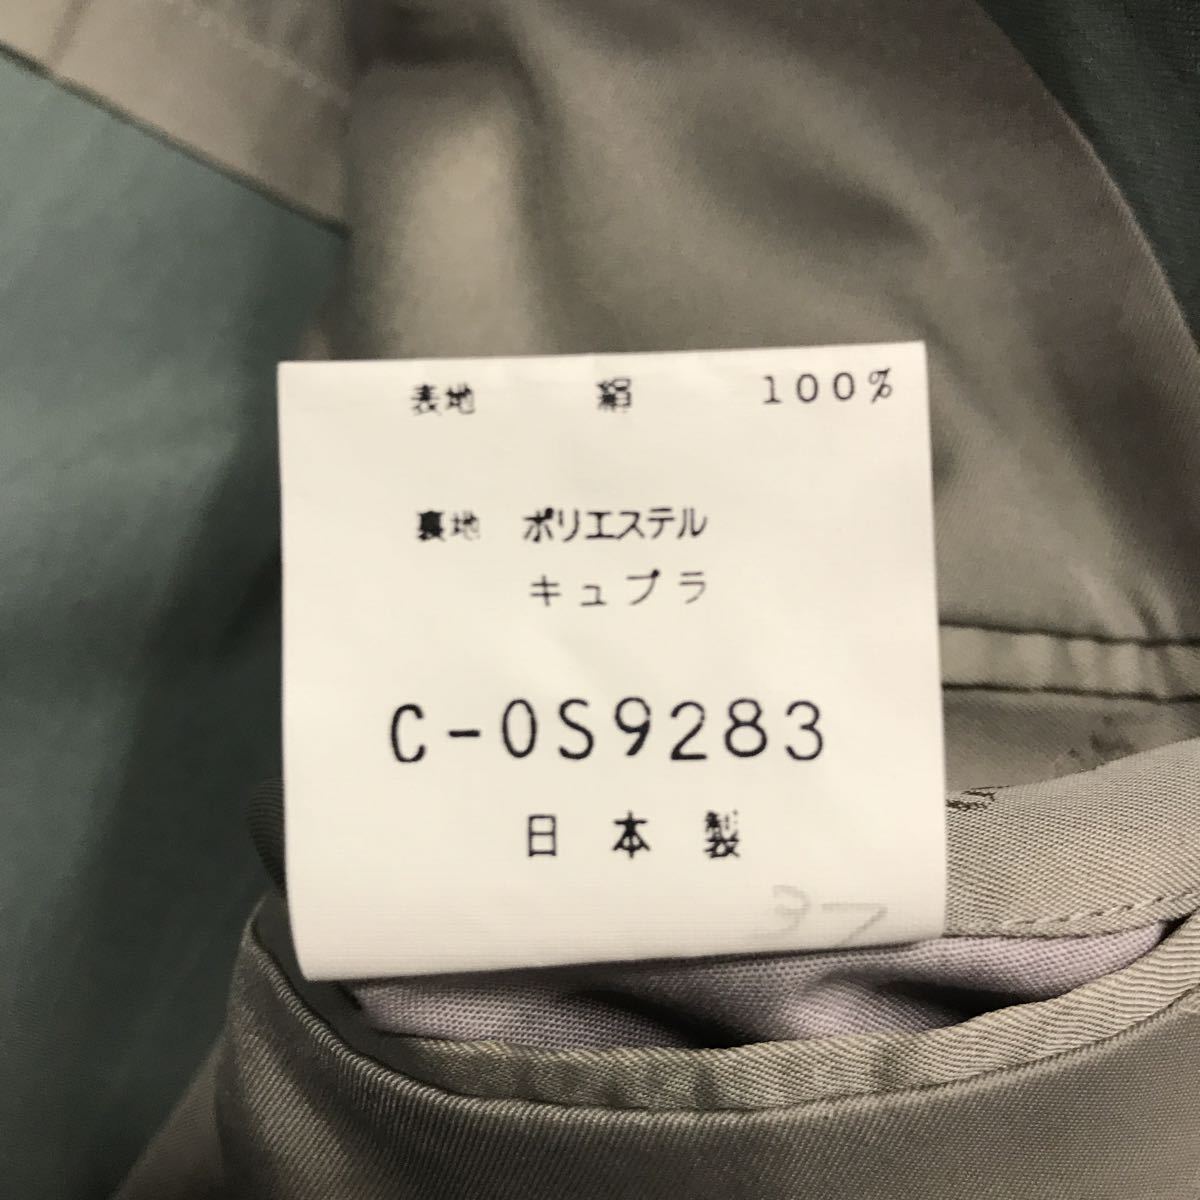 表地 絹 100%
裏地 ポリエステル
キュプラ
C-0S9283
日本製
37